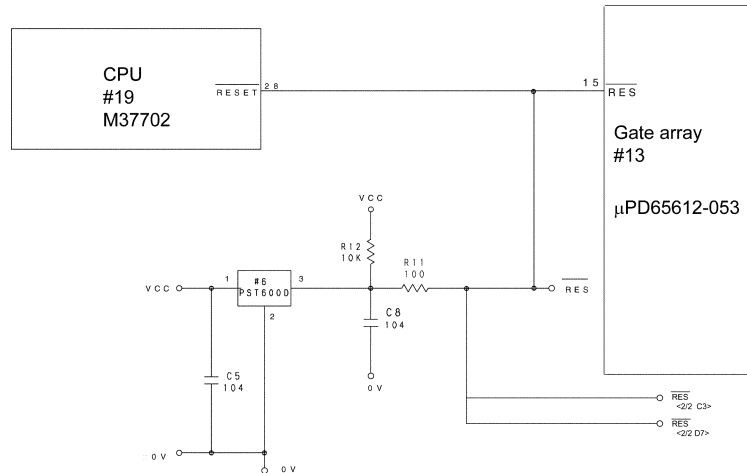 CPU
#19
M37702
RESET
28
15
RES
Gate array
#13
µPD65612-053
VCC
R12
10K
R11
100
VCC
1
#6
PST600D
3
2
RES
C8
104
0V
C5
104
0V
0V
RES
<2/2 C3>
RES
<2/2 D7>